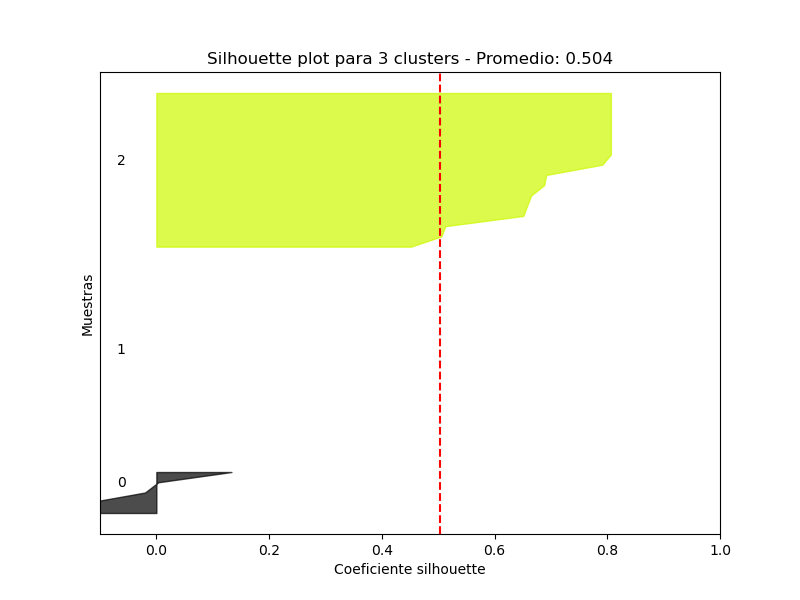 Silhouette plot para 3 clusters - Promedio: 0.504
2
1
0
Muestras
0.0 0.2 0.4 0.6 0.8 1.0
Coeficiente silhouette